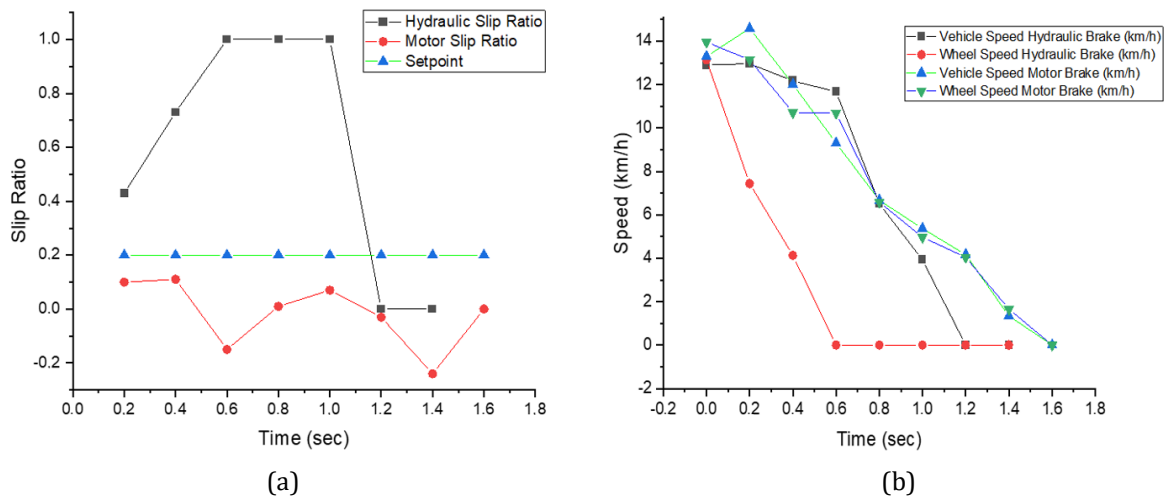 Hydraulic Slip Ratio
Motor Slip Ratio
Setpoint
1.0
0.8
0.6
0.4
0.2
0.0
-0.2
Slip Ratio
0.0 0.2 0.4 0.6 0.8 1.0 1.2 1.4 1.6 1.8
Time (sec)
(a)
Vehicle Speed Hydraulic Brake (km/h)
Wheel Speed Hydraulic Brake (km/h)
Vehicle Speed Motor Brake (km/h)
Wheel Speed Motor Brake (km/h)
14
12
10
8
6
4
2
0
-2
Speed (km/h)
-0.2 0.0 0.2 0.4 0.6 0.8 1.0 1.2 1.4 1.6 1.8
Time (sec)
(b)